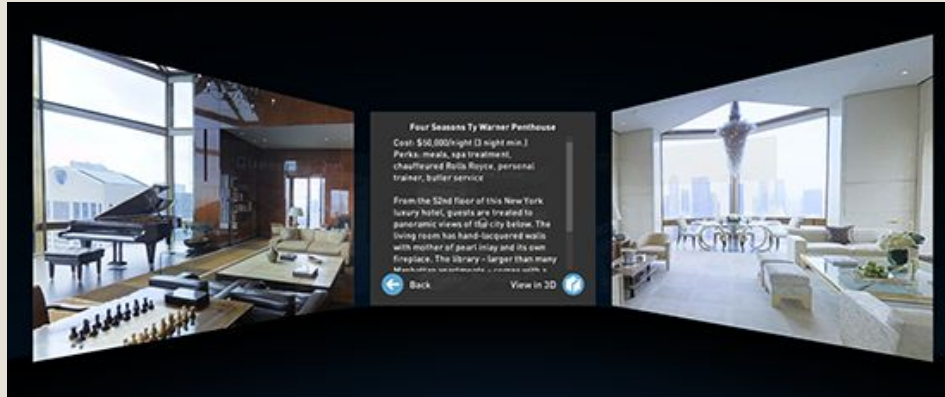 Four Seasons Ty Warner Penthouse
Cost: $50,000/night (3 night min.)
Perks: meals, spa treatment,
chauffeured Rolls Royce, personal
trainer, butler service
From the 52nd floor of this New York
luxury hotel, guests are treated to
panoramic views of the city below. The
living room has hand-lacquered walls
with mother of pearl inlay and its own
fireplace. The library - larger than many
Manhattan apartments - comes with a
Back
View in 3D